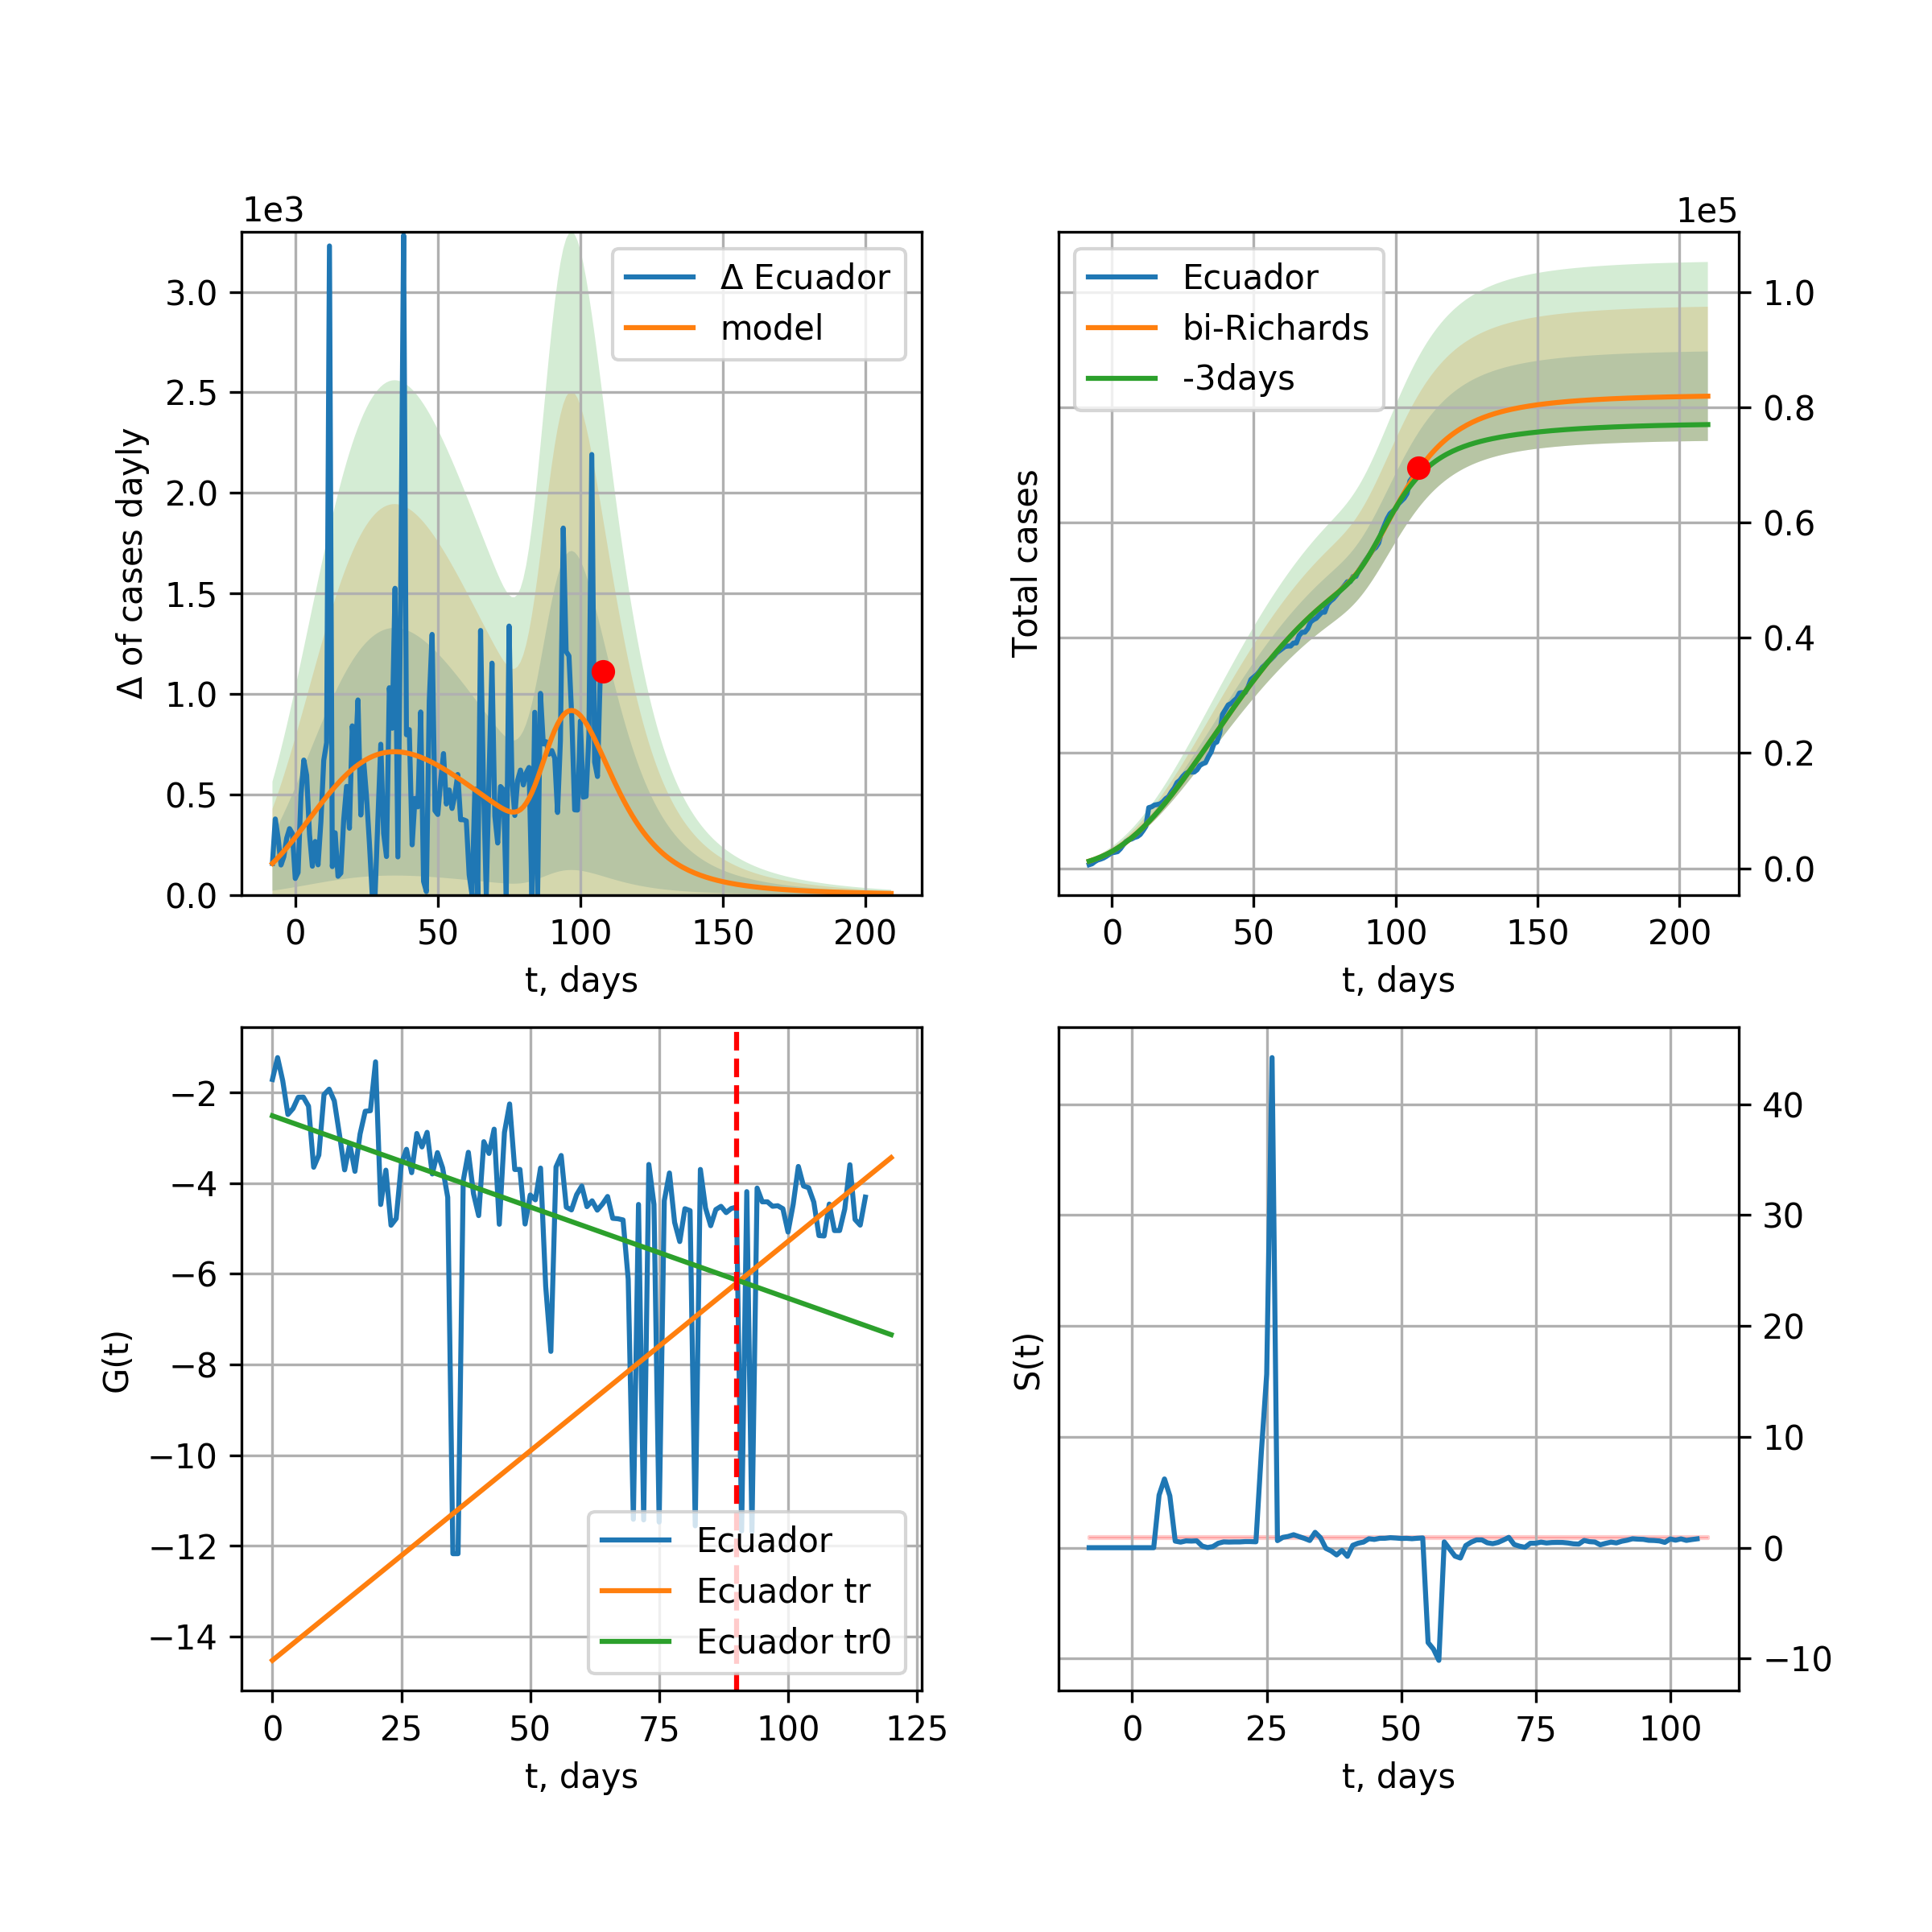 1e3
Δ of cases dayly
3.0
2.5
2.0
1.5
1.0
0.5
0.0
0 50 100 150 200
t, days
Δ Ecuador
model
1e5
Total cases
1.0
0.8
0.6
0.4
0.2
0.0
0 50 100 150 200
t, days
Ecuador
bi-Richards
-3days
G(t)
−2
−4
−6
−8
−10
−12
−14
0 25 50 75 100 125
t, days
Ecuador
Ecuador tr
Ecuador tr0
S(t)
40
30
20
10
0
−10
0 25 50 75 100
t, days